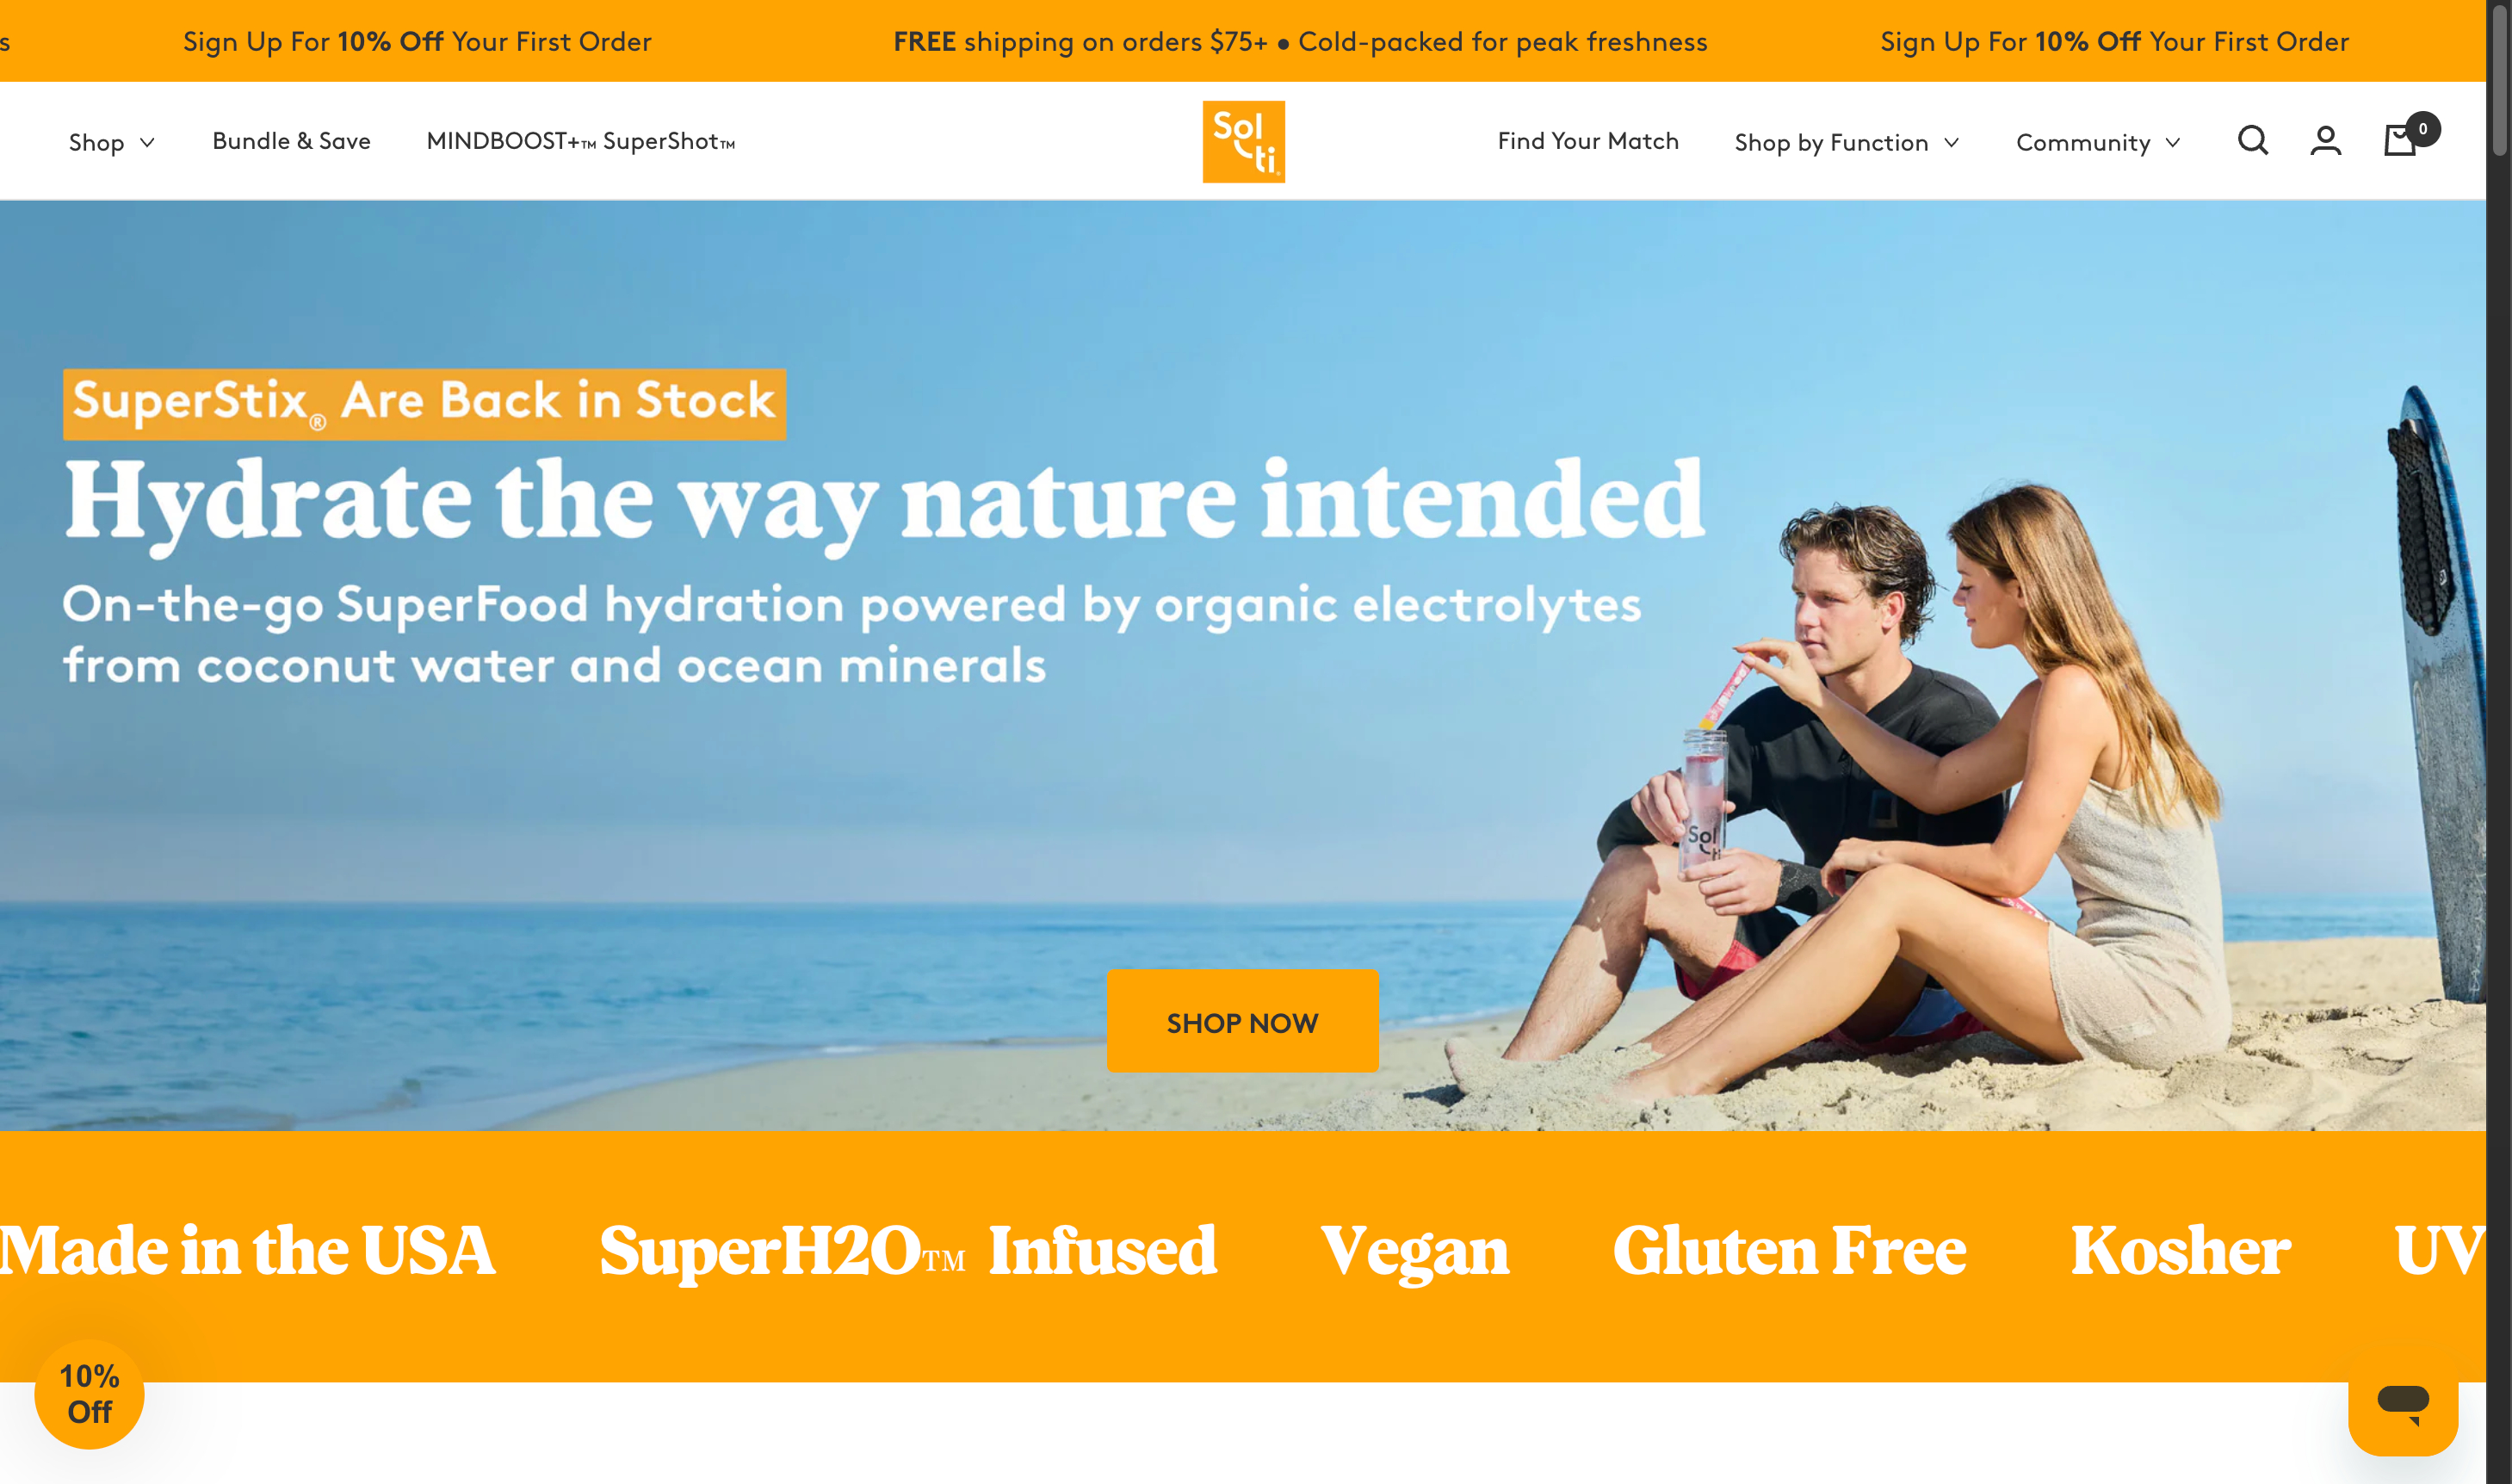 s
Sign Up For 10% Off Your First Order
FREE shipping on orders $75+ ● Cold-packed for peak freshness
Sign Up For 10% Off Your First Order
Shop
Bundle & Save
MINDBOOST+™ SuperShot™
Sol
ti®
Find Your Match
Shop by Function
Community
0
SuperStix® Are Back in Stock
Hydrate the way nature intended
On-the-go SuperFood hydration powered by organic electrolytes
from coconut water and ocean minerals
Sol
ti
SHOP NOW
Made in the USA
SuperH2O™ Infused
Vegan
Gluten Free
Kosher
UV
10%
Off